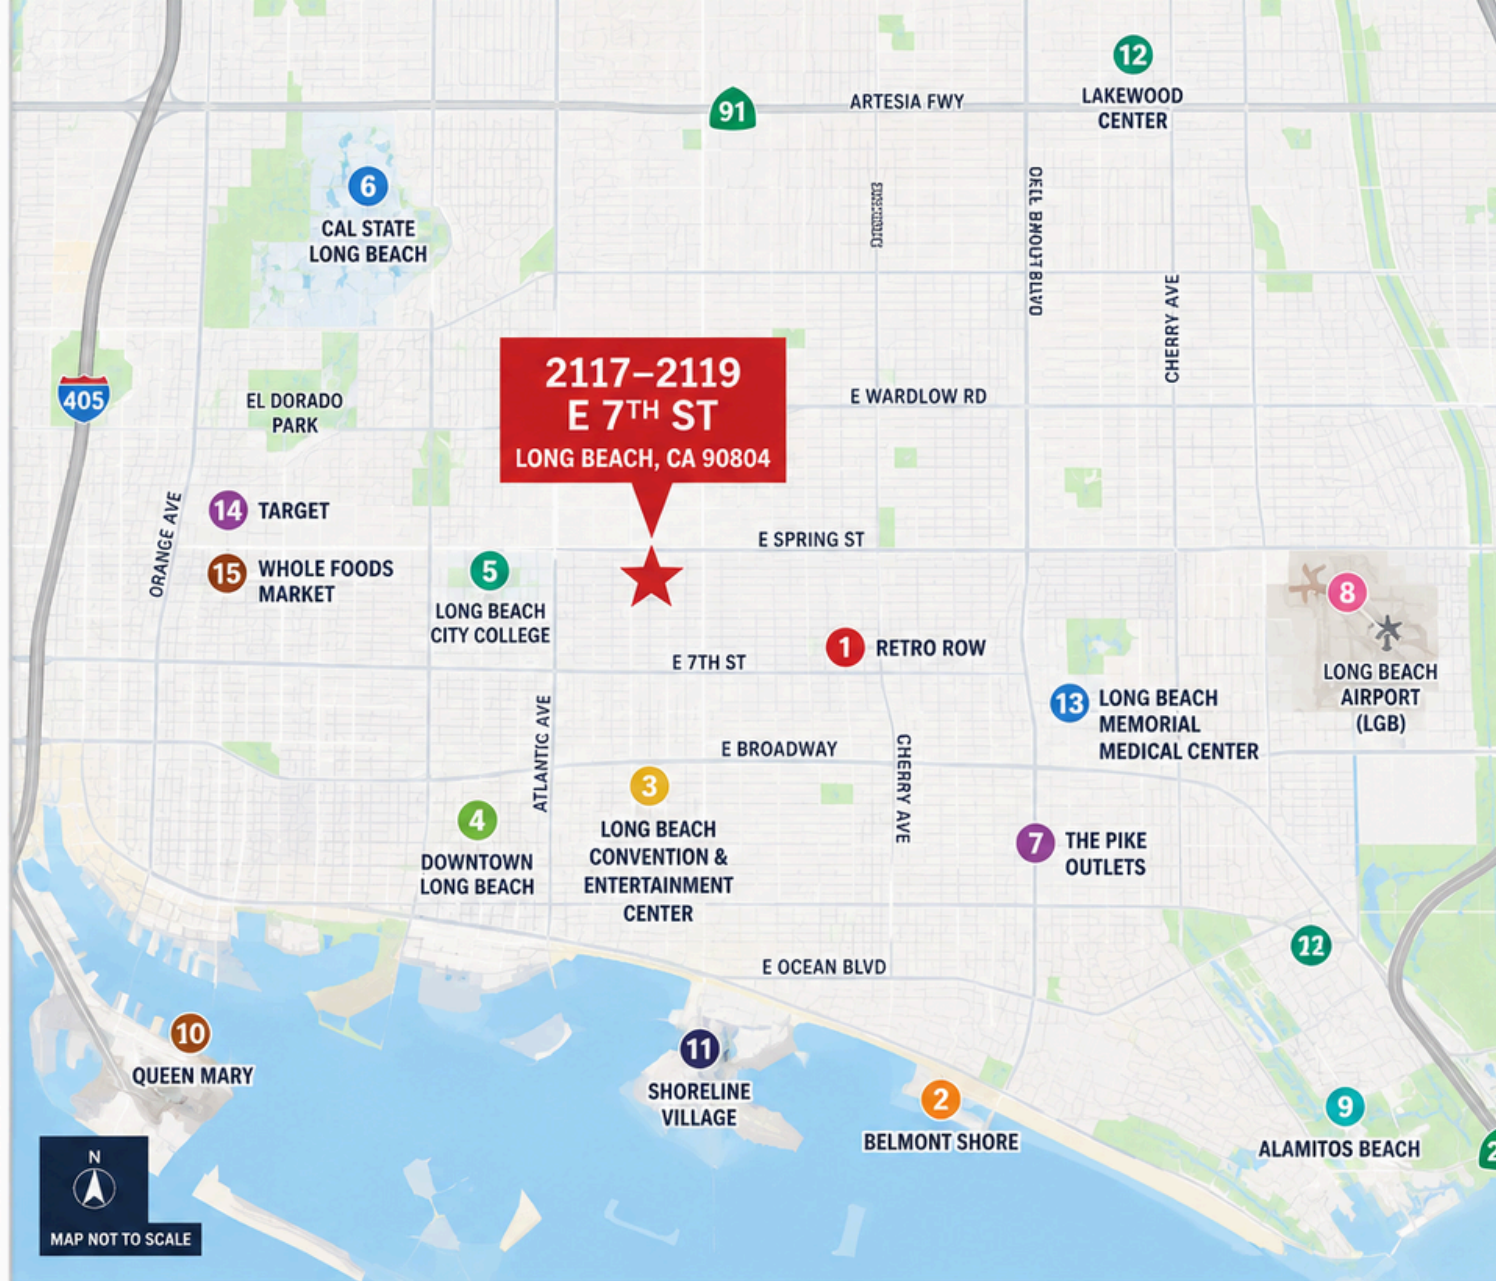 12
LAKEWOOD
CENTER
91
ARTESIA FWY
6
CAL STATE
LONG BEACH
CHERRY AVE
2117–2119
E 7TH ST
LONG BEACH, CA 90804
405
EL DORADO
PARK
E WARDLOW RD
ORANGE AVE
14 TARGET
E SPRING ST
15 WHOLE FOODS
MARKET
5
LONG BEACH
CITY COLLEGE
8
LONG BEACH
AIRPORT
(LGB)
1 RETRO ROW
E 7TH ST
13 LONG BEACH
MEMORIAL
MEDICAL CENTER
ATLANTIC AVE
E BROADWAY
CHERRY AVE
3
LONG BEACH
CONVENTION &
ENTERTAINMENT
CENTER
4
DOWNTOWN
LONG BEACH
7 THE PIKE
OUTLETS
12
E OCEAN BLVD
10
QUEEN MARY
11
SHORELINE
VILLAGE
2
BELMONT SHORE
9
ALAMITOS BEACH
2
N
MAP NOT TO SCALE